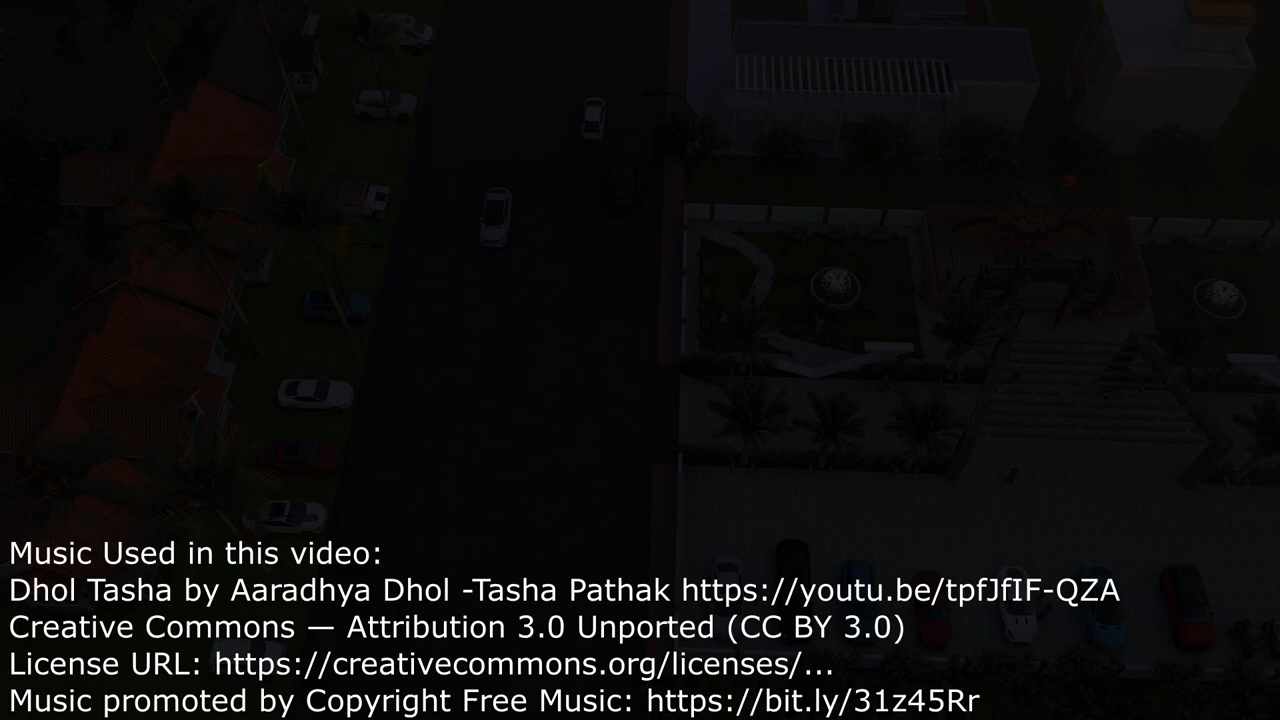 Music Used in this video:
Dhol Tasha by Aaradhya Dhol -Tasha Pathak https://youtu.be/tpfJfIF-QZA
Creative Commons — Attribution 3.0 Unported (CC BY 3.0)
License URL: https://creativecommons.org/licenses/...
Music promoted by Copyright Free Music: https://bit.ly/31z45Rr